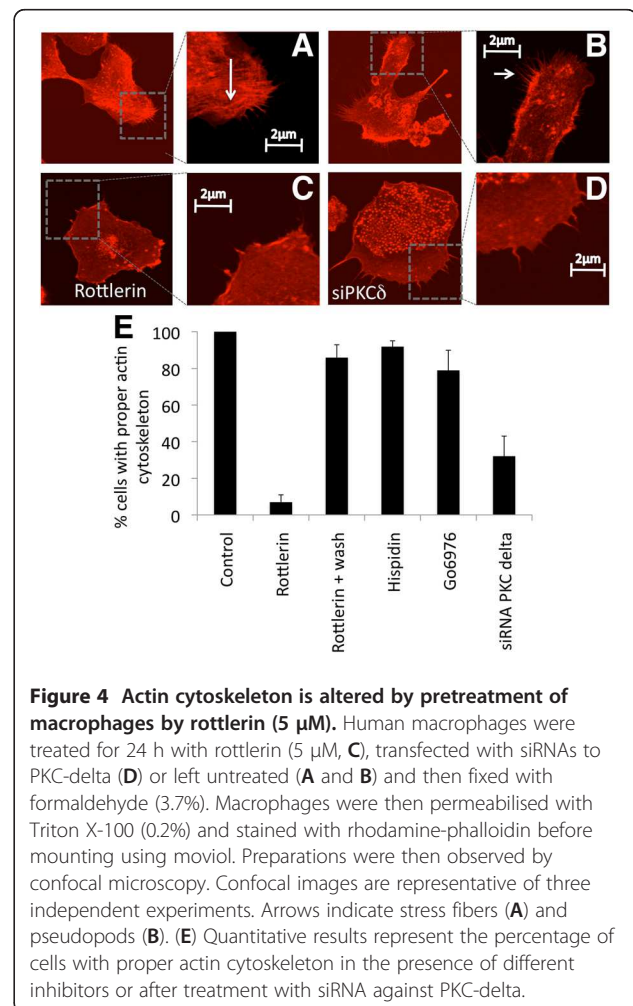 A
2µm
2µm
B
C
2µm
Rottlerin
D
siPKCδ
2µm
E
% cells with proper actin
cytoskeleton
100
80
60
40
20
0
Control
Rottlerin
Rottlerin + wash
Hispidin
Go6976
siRNA PKC delta
Figure 4 Actin cytoskeleton is altered by pretreatment of
macrophages by rottlerin (5 μM). Human macrophages were
treated for 24 h with rottlerin (5 μM, C), transfected with siRNAs to
PKC-delta (D) or left untreated (A and B) and then fixed with
formaldehyde (3.7%). Macrophages were then permeabilised with
Triton X-100 (0.2%) and stained with rhodamine-phalloidin before
mounting using moviol. Preparations were then observed by
confocal microscopy. Confocal images are representative of three
independent experiments. Arrows indicate stress fibers (A) and
pseudopods (B). (E) Quantitative results represent the percentage of
cells with proper actin cytoskeleton in the presence of different
inhibitors or after treatment with siRNA against PKC-delta.